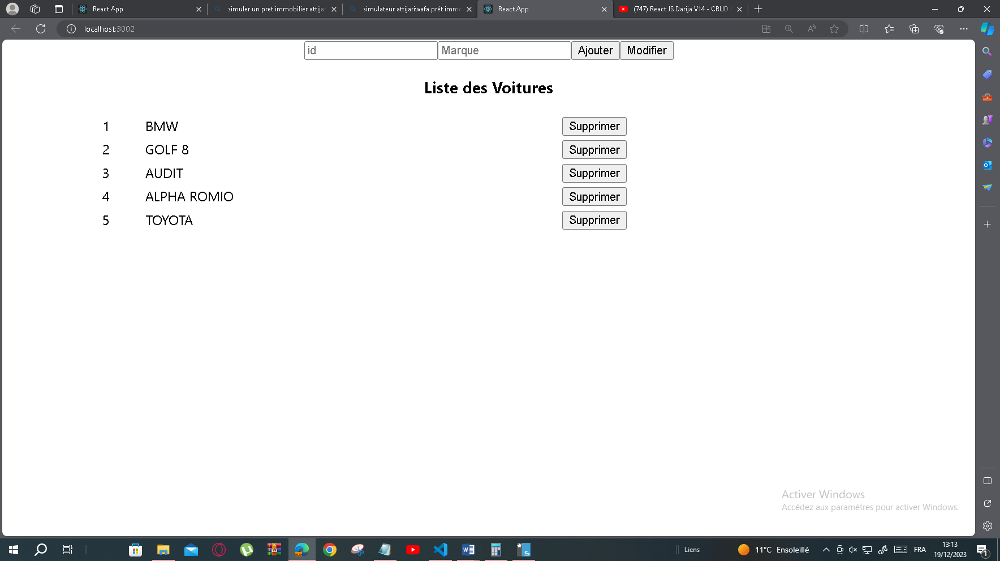 React App
simuler un pret immobilier attija
simulateur attijariwafa prêt immo
React App
(747) React JS Darija V14 - CRUD
localhost:3002
id
Marque
Ajouter
Modifier
Liste des Voitures
1 BMW Supprimer
2 GOLF 8 Supprimer
3 AUDIT Supprimer
4 ALPHA ROMIO Supprimer
5 TOYOTA Supprimer
Activer Windows
Accédez aux paramètres pour activer Windows.
Liens
11°C Ensoleillé
FRA
13:13
19/12/2023
1